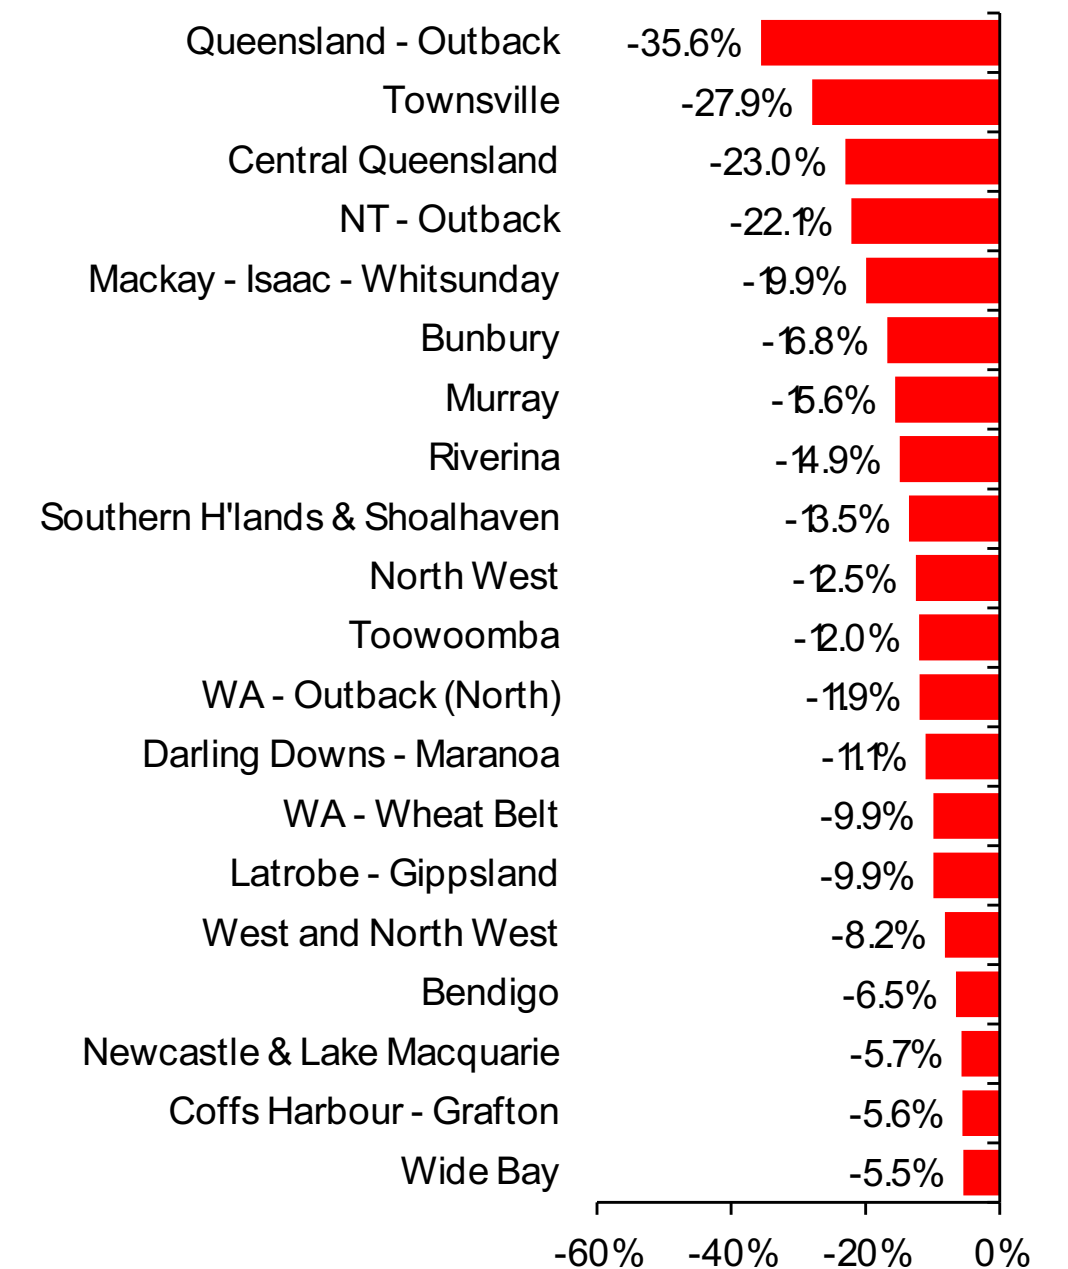 Queensland - Outback -35.6%
Townsville -27.9%
Central Queensland -23.0%
NT - Outback -22.1%
Mackay - Isaac - Whitsunday -19.9%
Bunbury -16.8%
Murray -15.6%
Riverina -14.9%
Southern H'lands & Shoalhaven -13.5%
North West -12.5%
Toowoomba -12.0%
WA - Outback (North) -11.9%
Darling Downs - Maranoa -11.1%
WA - Wheat Belt -9.9%
Latrobe - Gippsland -9.9%
West and North West -8.2%
Bendigo -6.5%
Newcastle & Lake Macquarie -5.7%
Coffs Harbour - Grafton -5.6%
Wide Bay -5.5%
-60% -40% -20% 0%